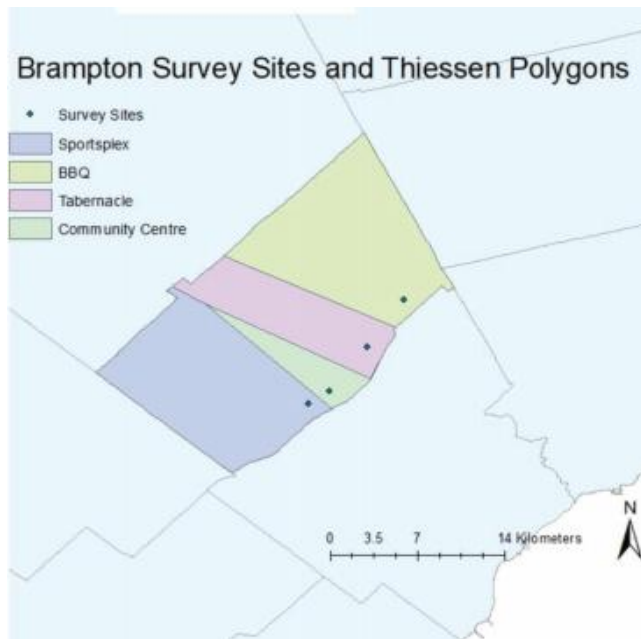 Brampton Survey Sites and Thiessen Polygons
Survey Sites
Sportsplex
BBQ
Tabernacle
Community Centre
N
0 3.5 7 14 Kilometers